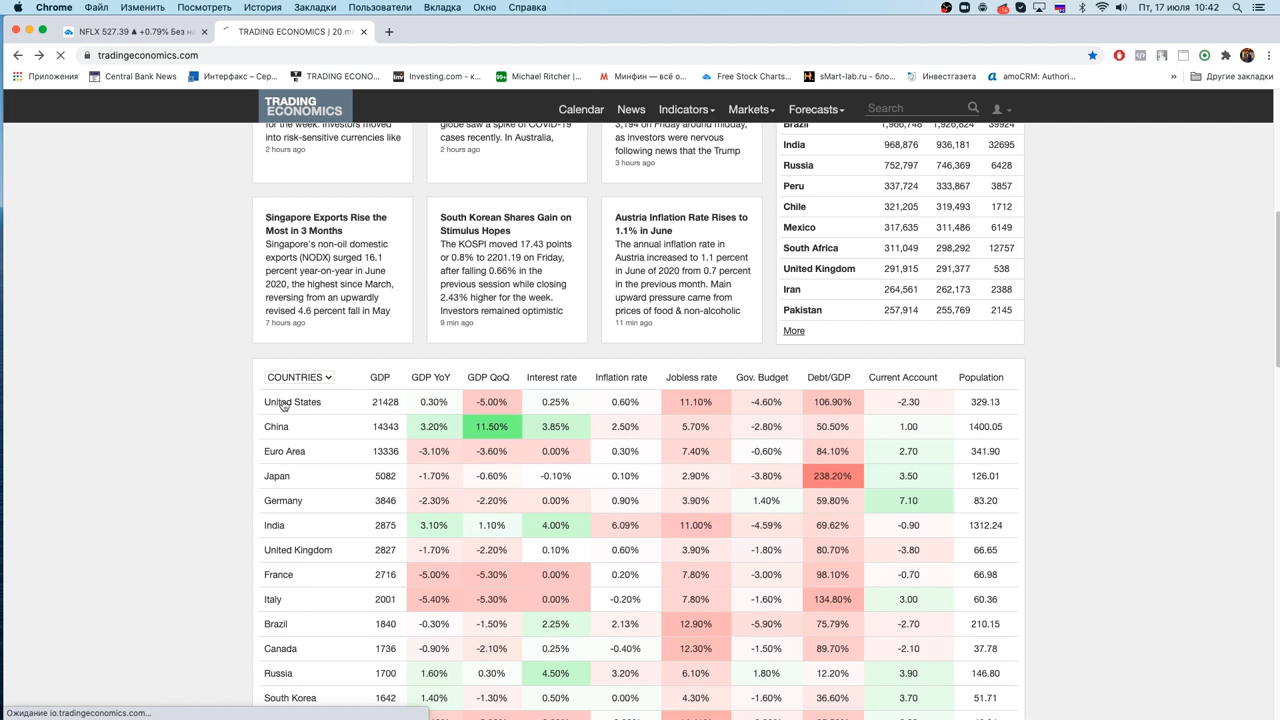 Chrome Файл Изменить Посмотреть История Закладки Пользователи Вкладка Окно Справка Пт, 17 июля 10:42
NFLX 527.39 ▲ +0.79% Без на TRADING ECONOMICS | 20 mi
tradingeconomics.com
Приложения Central Bank News Интерфакс – Сер... TRADING ECONO... Investing.com - к... Michael Ritcher |... Минфин — всё о... Free Stock Charts... sMart-lab.ru - бло... Инвестгазета amoCRM: Authori... » Другие закладки
TRADING ECONOMICS
Calendar News Indicators Markets Forecasts Search
for the week. Investors moved
into risk-sensitive currencies like
2 hours ago
globe saw a spike of COVID-19
cases recently. In Australia,
2 hours ago
3,194 on Friday around midday,
as investors were nervous
following news that the Trump
3 hours ago
Brazil 1,966,748 1,926,824 39924
India 968,876 936,181 32695
Russia 752,797 746,369 6428
Peru 337,724 333,867 3857
Chile 321,205 319,493 1712
Mexico 317,635 311,486 6149
South Africa 311,049 298,292 12757
United Kingdom 291,915 291,377 538
Iran 264,561 262,173 2388
Pakistan 257,914 255,769 2145
More
Singapore Exports Rise the
Most in 3 Months
Singapore's non-oil domestic
exports (NODX) surged 16.1
percent year-on-year in June
2020, the highest since March,
reversing from an upwardly
revised 4.6 percent fall in May
7 hours ago
South Korean Shares Gain on
Stimulus Hopes
The KOSPI moved 17.43 points
or 0.8% to 2201.19 on Friday,
after falling 0.66% in the
previous session while closing
2.43% higher for the week.
Investors remained optimistic
9 min ago
Austria Inflation Rate Rises to
1.1% in June
The annual inflation rate in
Austria increased to 1.1 percent
in June of 2020 from 0.7 percent
in the previous month. Main
upward pressure came from
prices of food & non-alcoholic
11 min ago
COUNTRIES GDP GDP YoY GDP QoQ Interest rate Inflation rate Jobless rate Gov. Budget Debt/GDP Current Account Population
United States 21428 0.30% -5.00% 0.25% 0.60% 11.10% -4.60% 106.90% -2.30 329.13
China 14343 3.20% 11.50% 3.85% 2.50% 5.70% -2.80% 50.50% 1.00 1400.05
Euro Area 13336 -3.10% -3.60% 0.00% 0.30% 7.40% -0.60% 84.10% 2.70 341.90
Japan 5082 -1.70% -0.60% -0.10% 0.10% 2.90% -3.80% 238.20% 3.50 126.01
Germany 3846 -2.30% -2.20% 0.00% 0.90% 3.90% 1.40% 59.80% 7.10 83.20
India 2875 3.10% 1.10% 4.00% 6.09% 11.00% -4.59% 69.62% -0.90 1312.24
United Kingdom 2827 -1.70% -2.20% 0.10% 0.60% 3.90% -1.80% 80.70% -3.80 66.65
France 2716 -5.00% -5.30% 0.00% 0.20% 7.80% -3.00% 98.10% -0.70 66.98
Italy 2001 -5.40% -5.30% 0.00% -0.20% 7.80% -1.60% 134.80% 3.00 60.36
Brazil 1840 -0.30% -1.50% 2.25% 2.13% 12.90% -5.90% 75.79% -2.70 210.15
Canada 1736 -0.90% -2.10% 0.25% -0.40% 12.30% -1.50% 89.70% -2.10 37.78
Russia 1700 1.60% 0.30% 4.50% 3.20% 6.10% 1.80% 12.20% 3.90 146.80
South Korea 1642 1.40% -1.30% 0.50% 0.00% 4.30% -1.60% 36.60% 3.70 51.71
Ожидание io.tradingeconomics.com...